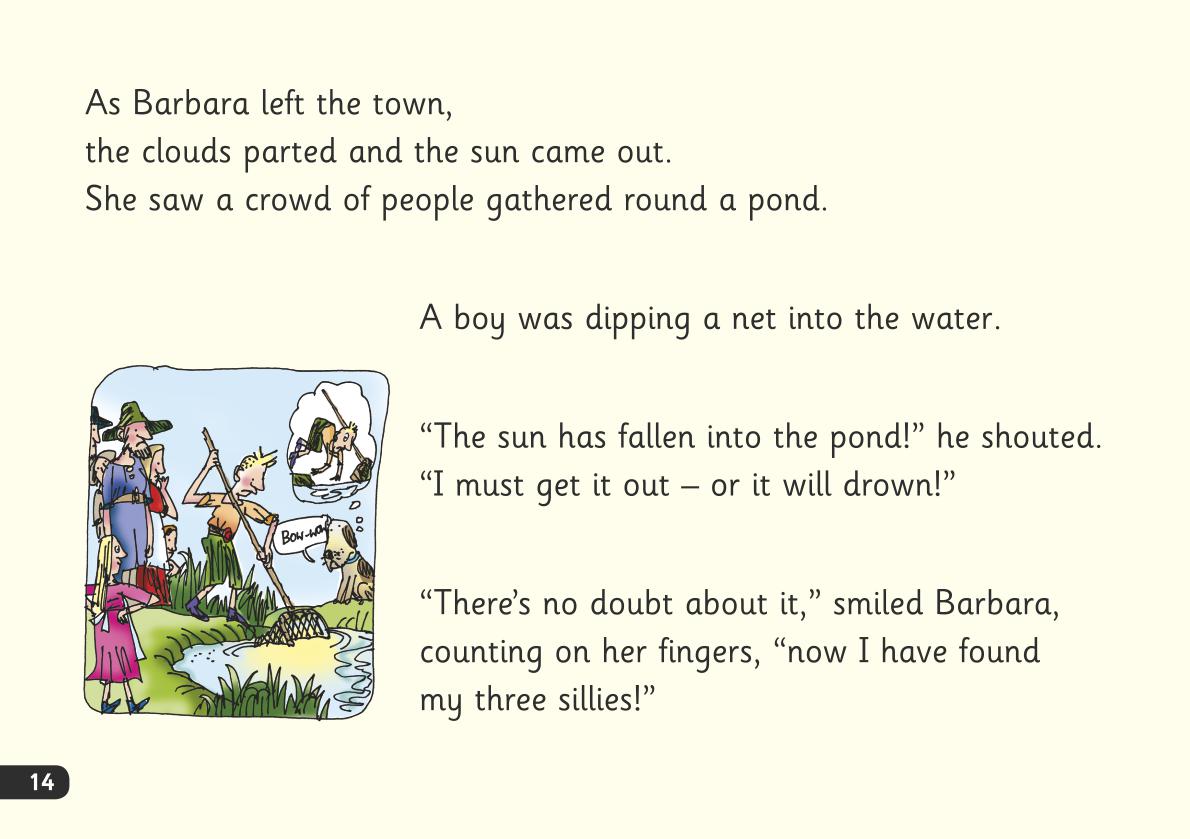 As Barbara left the town,
the clouds parted and the sun came out.
She saw a crowd of people gathered round a pond.
A boy was dipping a net into the water.
“The sun has fallen into the pond!” he shouted.
“I must get it out – or it will drown!”
Bow-wow
“There’s no doubt about it,” smiled Barbara,
counting on her fingers, “now I have found
my three sillies!”
14